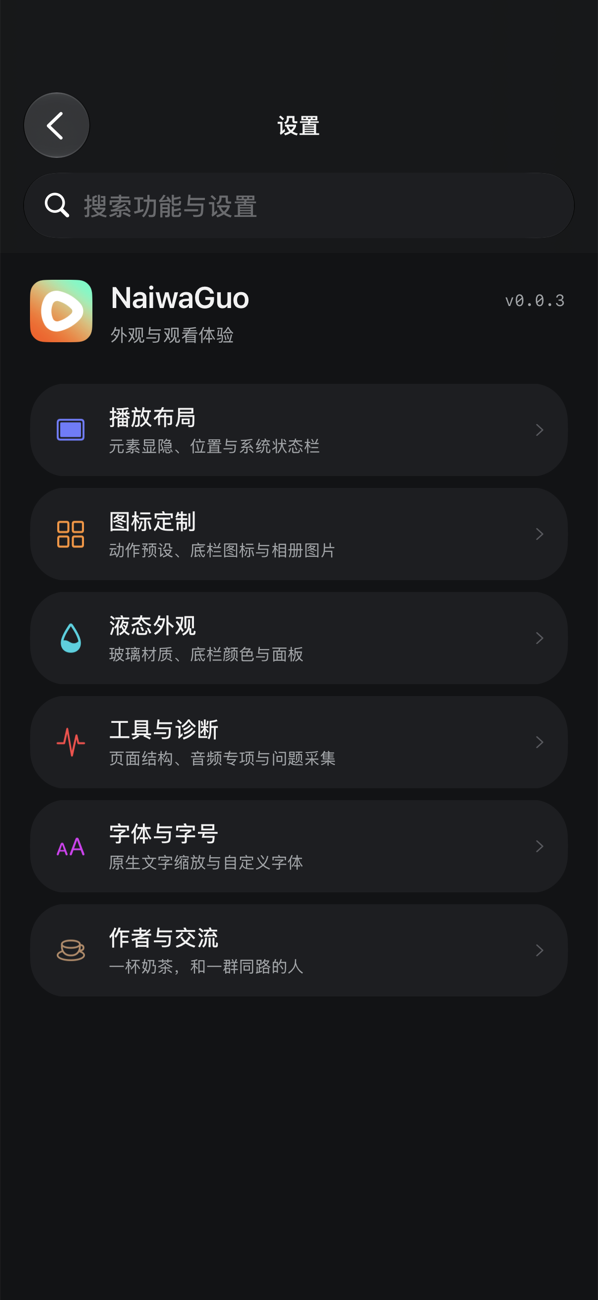 设置
搜索功能与设置
NaiwaGuo
v0.0.3
外观与观看体验
播放布局
元素显隐、位置与系统状态栏
图标定制
动作预设、底栏图标与相册图片
液态外观
玻璃材质、底栏颜色与面板
工具与诊断
页面结构、音频专项与问题采集
AA
字体与字号
原生文字缩放与自定义字体
作者与交流
一杯奶茶，和一群同路的人